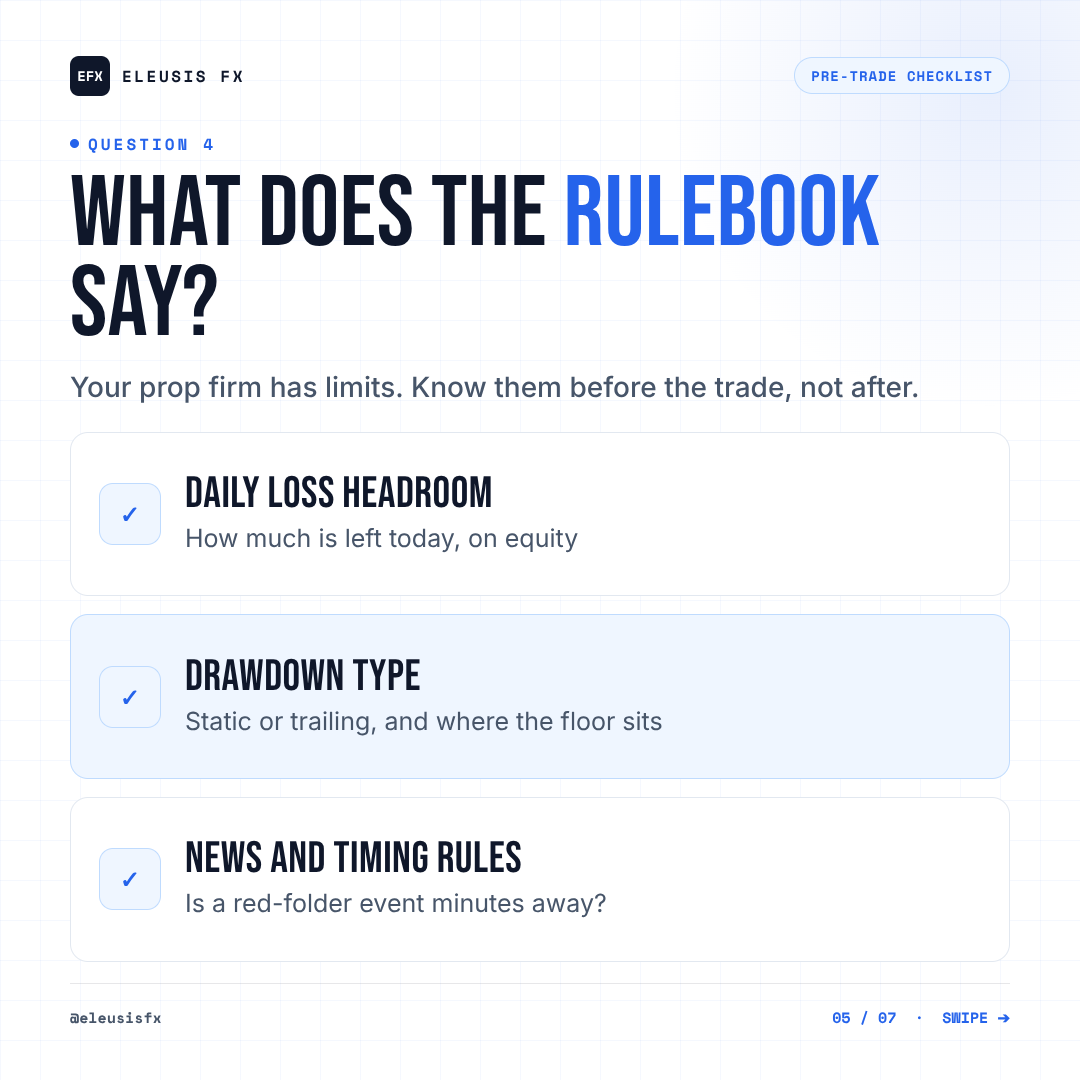 EFX ELEUSIS FX
PRE-TRADE CHECKLIST
QUESTION 4
WHAT DOES THE RULEBOOK
SAY?
Your prop firm has limits. Know them before the trade, not after.
✓
DAILY LOSS HEADROOM
How much is left today, on equity
✓
DRAWDOWN TYPE
Static or trailing, and where the floor sits
✓
NEWS AND TIMING RULES
Is a red-folder event minutes away?
@eleusisfx
05 / 07 · SWIPE ➔